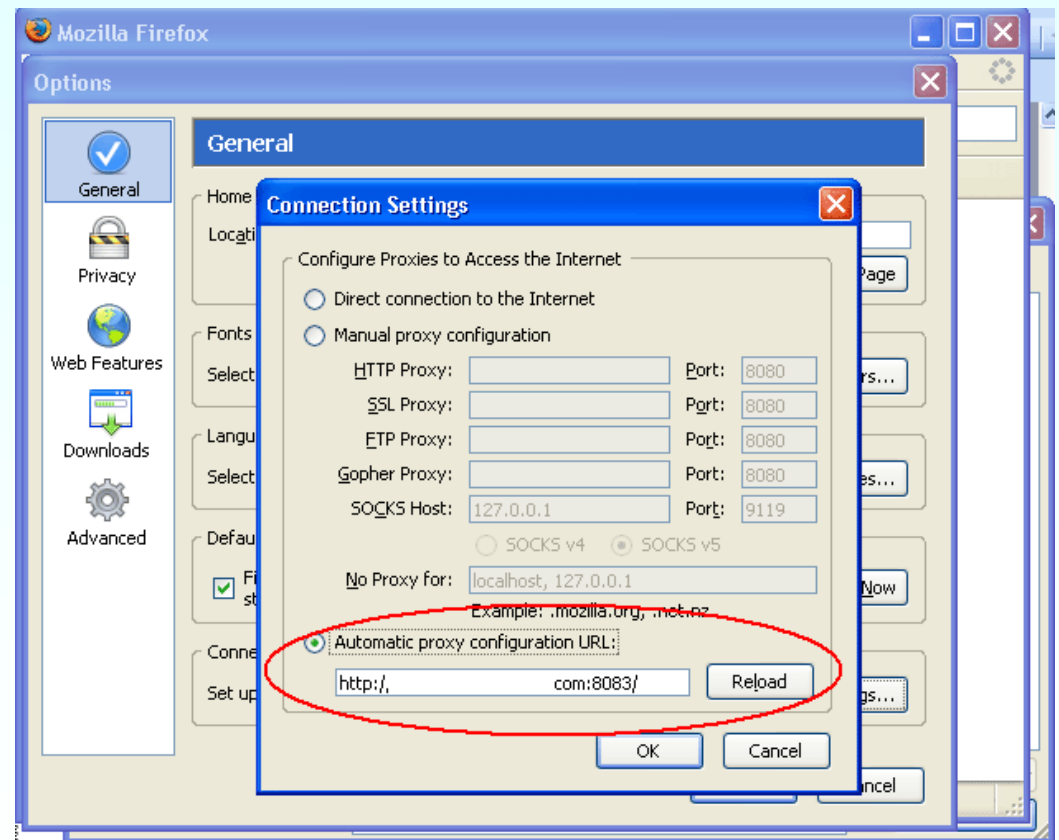 Mozilla Firefox
Options
General
General
Privacy
Web Features
Downloads
Advanced
Home
Locati
Page
Fonts
Select
rs...
Langu
Select
es...
Defau
Fi
st
Now
Conne
Set up
gs...
ncel
Connection Settings
Configure Proxies to Access the Internet
Direct connection to the Internet
Manual proxy configuration
HTTP Proxy: Port: 8080
SSL Proxy: Port: 8080
FTP Proxy: Port: 8080
Gopher Proxy: Port: 8080
SOCKS Host: 127.0.0.1 Port: 9119
SOCKS v4 SOCKS v5
No Proxy for: localhost, 127.0.0.1
Example: .mozilla.org, .net.nz
Automatic proxy configuration URL:
http:/, com:8083/ Reload
OK Cancel